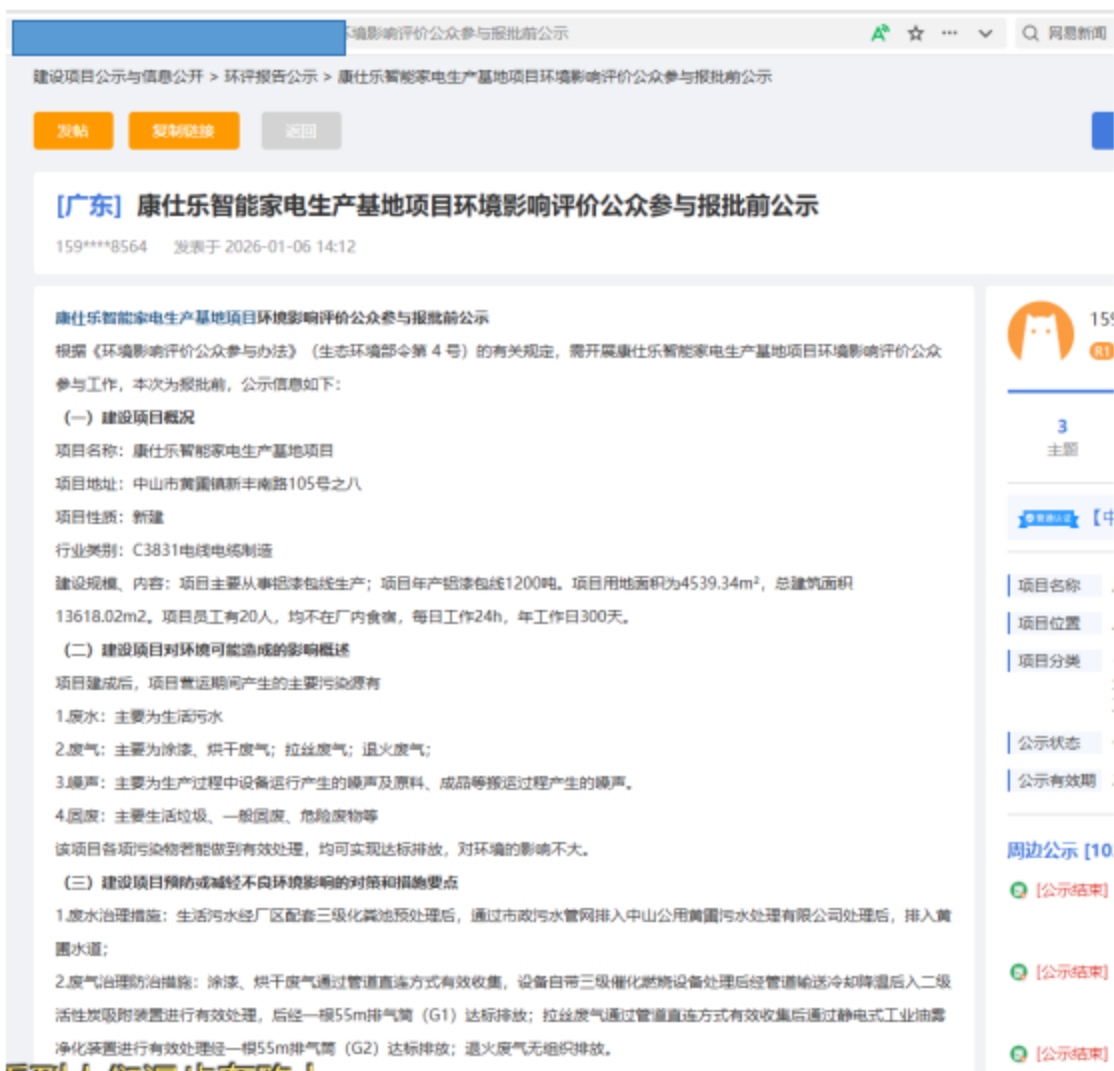 环境影响评价公众参与报批前公示
网易新闻
建设项目公示与信息公开 > 环评报告公示 > 康仕乐智能家电生产基地项目环境影响评价公众参与报批前公示
发帖
复制链接
返回
[广东] 康仕乐智能家电生产基地项目环境影响评价公众参与报批前公示
159****8564 发表于 2026-01-06 14:12
康仕乐智能家电生产基地项目环境影响评价公众参与报批前公示
根据《环境影响评价公众参与办法》（生态环境部令第 4 号）的有关规定，需开展康仕乐智能家电生产基地项目环境影响评价公众
参与工作，本次为报批前，公示信息如下：
（一）建设项目概况
项目名称：康仕乐智能家电生产基地项目
项目地址：中山市黄圃镇新丰南路105号之八
项目性质：新建
行业类别：C3831电线电缆制造
建设规模、内容：项目主要从事铝漆包线生产；项目年产铝漆包线1200吨。项目用地面积为4539.34m²，总建筑面积
13618.02m2。项目员工有20人，均不在厂内食宿，每日工作24h，年工作日300天。
（二）建设项目对环境可能造成的影响概述
项目建成后，项目营运期间产生的主要污染源有
1.废水：主要为生活污水
2.废气：主要为涂漆、烘干废气；拉丝废气；退火废气；
3.噪声：主要为生产过程中设备运行产生的噪声及原料、成品等搬运过程产生的噪声。
4.固废：主要生活垃圾、一般固废、危险废物等
该项目各项污染物若能做到有效处理，均可实现达标排放，对环境的影响不大。
（三）建设项目预防或减轻不良环境影响的对策和措施要点
1.废水治理措施：生活污水经厂区配套三级化粪池预处理后，通过市政污水管网排入中山公用黄圃污水处理有限公司处理后，排入黄
圃水道；
2.废气治理防治措施：涂漆、烘干废气通过管道直连方式有效收集，设备自带三级催化燃烧设备处理后经管道输送冷却降温后入二级
活性炭吸附装置进行有效处理，后经一根55m排气筒（G1）达标排放；拉丝废气通过管道直连方式有效收集后通过静电式工业油雾
净化装置进行有效处理经一根55m排气筒（G2）达标排放；退火废气无组织排放。
159
R1
3
主题
【中
项目名称
项目位置
项目分类
公示状态
公示有效期
周边公示 [10.
[公示结束]
[公示结束]
[公示结束]